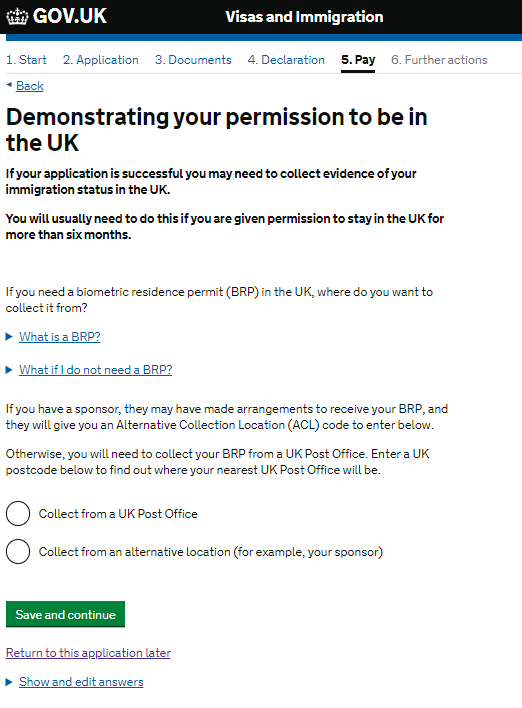 GOV.UK
Visas and Immigration
1. Start 2. Application 3. Documents 4. Declaration 5. Pay 6. Further actions
Back
Demonstrating your permission to be in
the UK
If your application is successful you may need to collect evidence of your
immigration status in the UK.
You will usually need to do this if you are given permission to stay in the UK for
more than six months.
If you need a biometric residence permit (BRP) in the UK, where do you want to
collect it from?
What is a BRP?
What if I do not need a BRP?
If you have a sponsor, they may have made arrangements to receive your BRP, and
they will give you an Alternative Collection Location (ACL) code to enter below.
Otherwise, you will need to collect your BRP from a UK Post Office. Enter a UK
postcode below to find out where your nearest UK Post Office will be.
Collect from a UK Post Office
Collect from an alternative location (for example, your sponsor)
Save and continue
Return to this application later
Show and edit answers